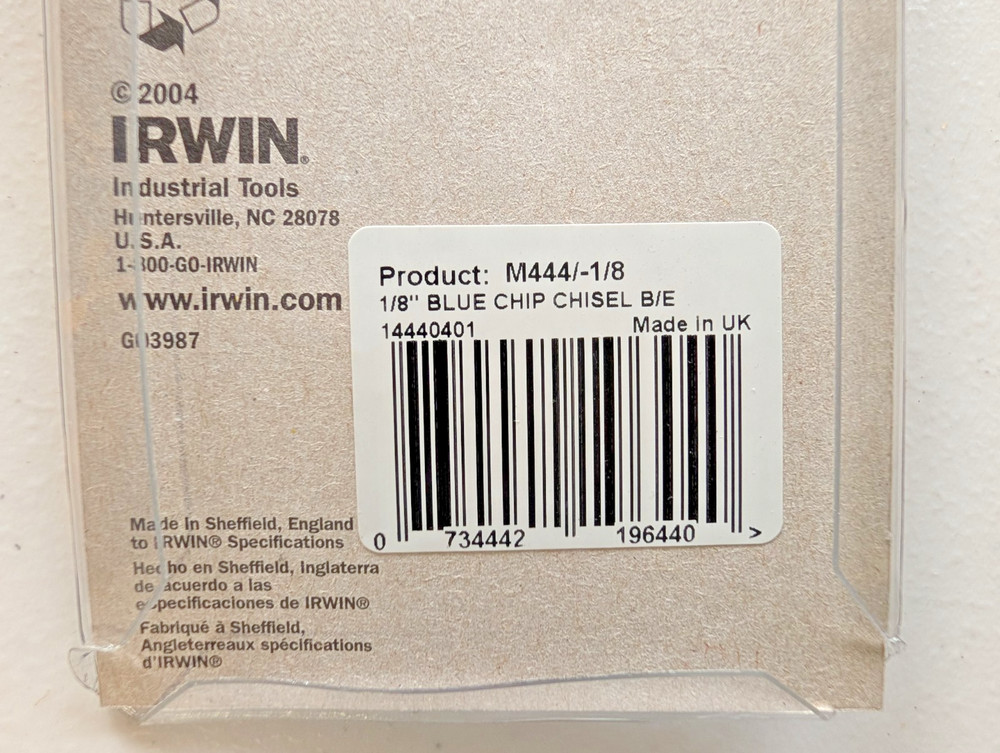 © 2004
IRWIN®
Industrial Tools
Huntersville, NC 28078
U.S.A.
1-800-GO-IRWIN
www.irwin.com
G03987
Product: M444/-1/8
1/8" BLUE CHIP CHISEL B/E
14440401 Made in UK
0 734442 196440 >
Made in Sheffield, England
to IRWIN® Specifications
Hecho en Sheffield, Inglaterra
de acuerdo a las
especificaciones de IRWIN®
Fabriqué à Sheffield,
Angleterreaux spécifications
d'IRWIN®